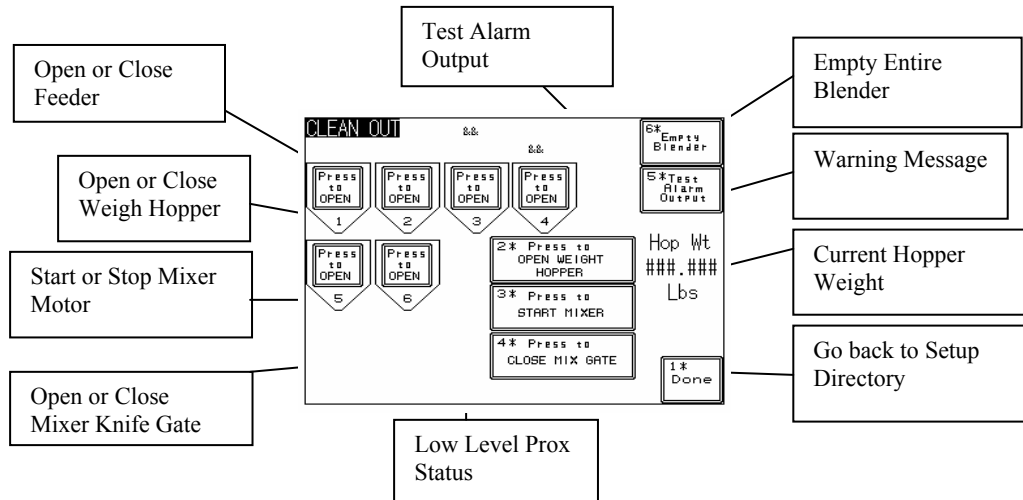 Test Alarm
Output
Open or Close
Feeder
Empty Entire
Blender
CLEAN OUT
&&
&&
6*
Empty
Blender
Press
to
OPEN
1
Press
to
OPEN
2
Press
to
OPEN
3
Press
to
OPEN
4
5*Test
Alarm
Output
Warning Message
Open or Close
Weigh Hopper
Press
to
OPEN
5
Press
to
OPEN
6
2* Press to
OPEN WEIGHT
HOPPER
Hop Wt
###.###
Lbs
Current Hopper
Weight
Start or Stop Mixer
Motor
3* Press to
START MIXER
4* Press to
CLOSE MIX GATE
1*
Done
Go back to Setup
Directory
Open or Close
Mixer Knife Gate
Low Level Prox
Status